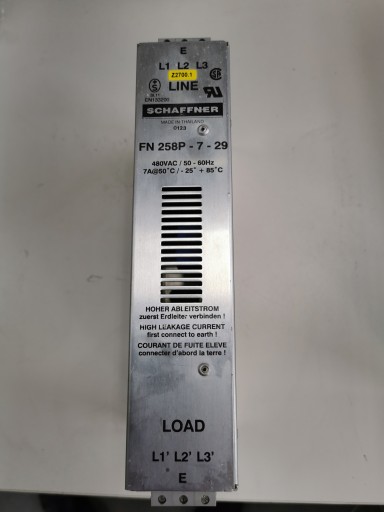 E
L1 L2 L3
Z2700.1
LINE
SCHAFFNER
MADE IN THAILAND
FN 258P - 7 - 29
480VAC / 50 - 60Hz
7A@50°C / - 25° + 85°C
HOHER ABLEITSTROM
zuerst Erdleiter verbinden !
HIGH LEAKAGE CURRENT
first connect to earth !
COURANT DE FUITE ELEVE
connecter d'abord la terre !
LOAD
L1' L2' L3'
E